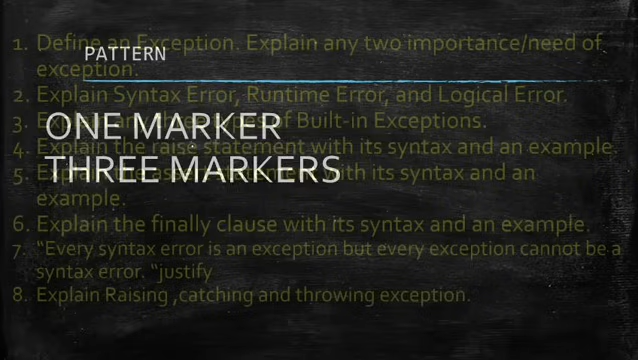 PATTERN
ONE MARKER
THREE MARKERS
1. Define an Exception. Explain any two importance/need of
exception.
2. Explain Syntax Error, Runtime Error, and Logical Error.
3. of Built-in Exceptions.
4. Explain the raise statement with its syntax and an example.
5. with its syntax and an
example.
6. Explain the finally clause with its syntax and an example.
7. “Every syntax error is an exception but every exception cannot be a
syntax error. “justify
8. Explain Raising ,catching and throwing exception.